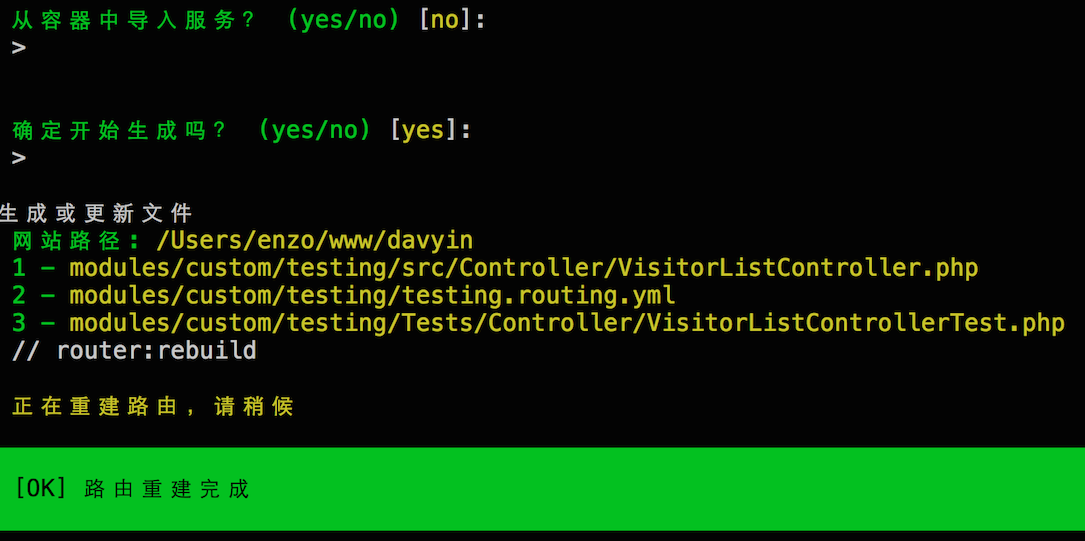 从容器中导入服务? (yes/no) [no]:
>
确定开始生成吗? (yes/no) [yes]:
>
生成或更新文件
网站路径: /Users/enzo/www/davyin
1 - modules/custom/testing/src/Controller/VisitorListController.php
2 - modules/custom/testing/testing.routing.yml
3 - modules/custom/testing/Tests/Controller/VisitorListControllerTest.php
// router:rebuild
正在重建路由, 请稍候
[OK] 路由重建完成